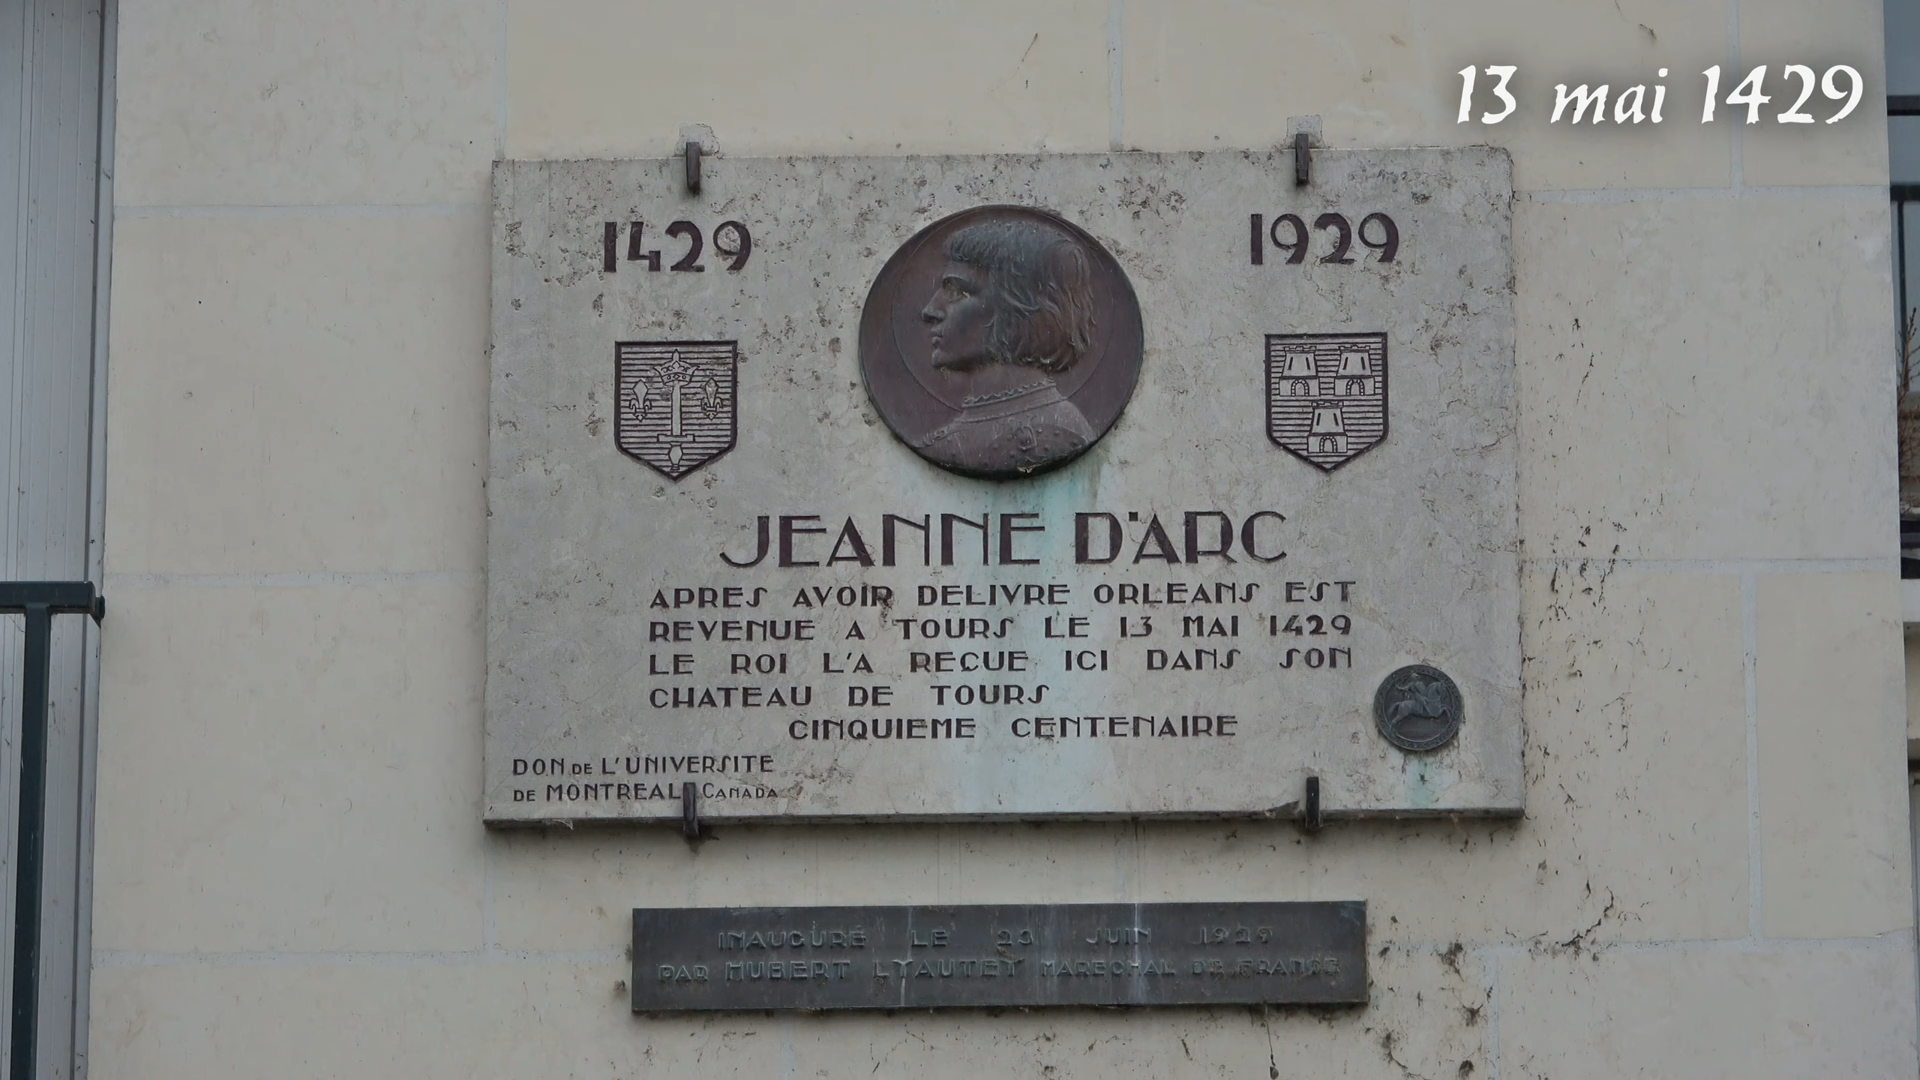 13 mai 1429
1429 1929
JEANNE D'ARC
APRES AVOIR DELIVRE ORLEANS EST
REVENUE A TOURS LE 13 MAI 1429
LE ROI L'A REÇUE ICI DANS SON
CHATEAU DE TOURS
CINQUIEME CENTENAIRE
DON DE L'UNIVERSITE
DE MONTREAL CANADA
INAUGURÉ LE 23 JUIN 1929
PAR HUBERT LYAUTEY MARECHAL DE FRANCE